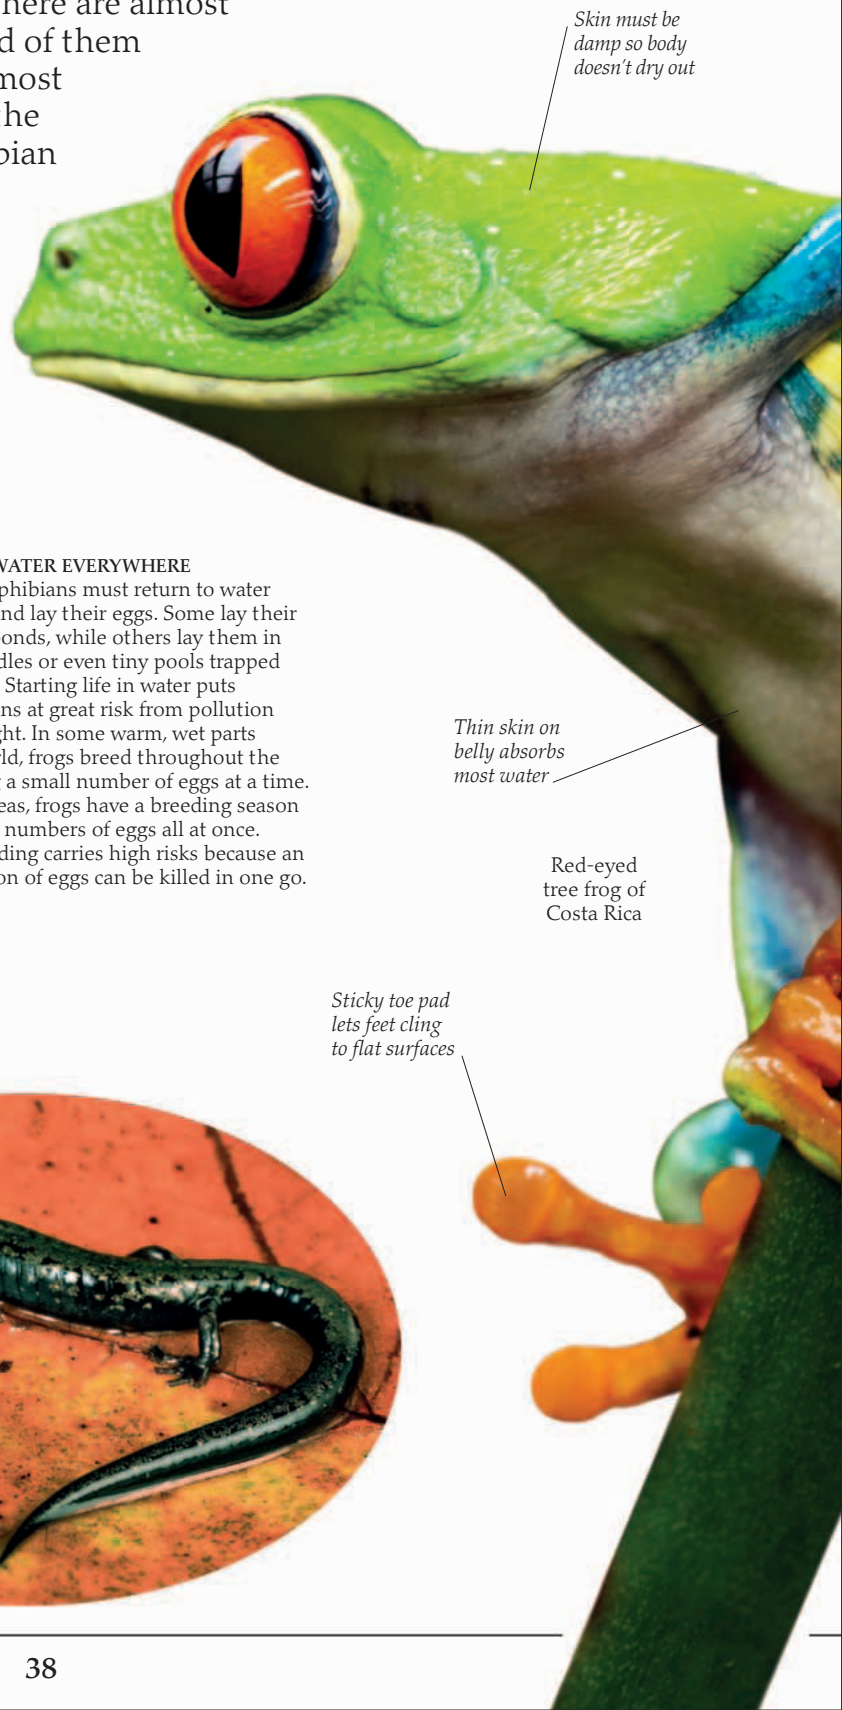 here are almost
d of them
most
the
bian
Skin must be
damp so body
doesn't dry out
WATER EVERYWHERE
phibians must return to water
nd lay their eggs. Some lay their
onds, while others lay them in
dles or even tiny pools trapped
Starting life in water puts
ns at great risk from pollution
ght. In some warm, wet parts
ld, frogs breed throughout the
g a small number of eggs at a time.
eas, frogs have a breeding season
numbers of eggs all at once.
ding carries high risks because an
on of eggs can be killed in one go.
Thin skin on
belly absorbs
most water
Red-eyed
tree frog of
Costa Rica
Sticky toe pad
lets feet cling
to flat surfaces
38